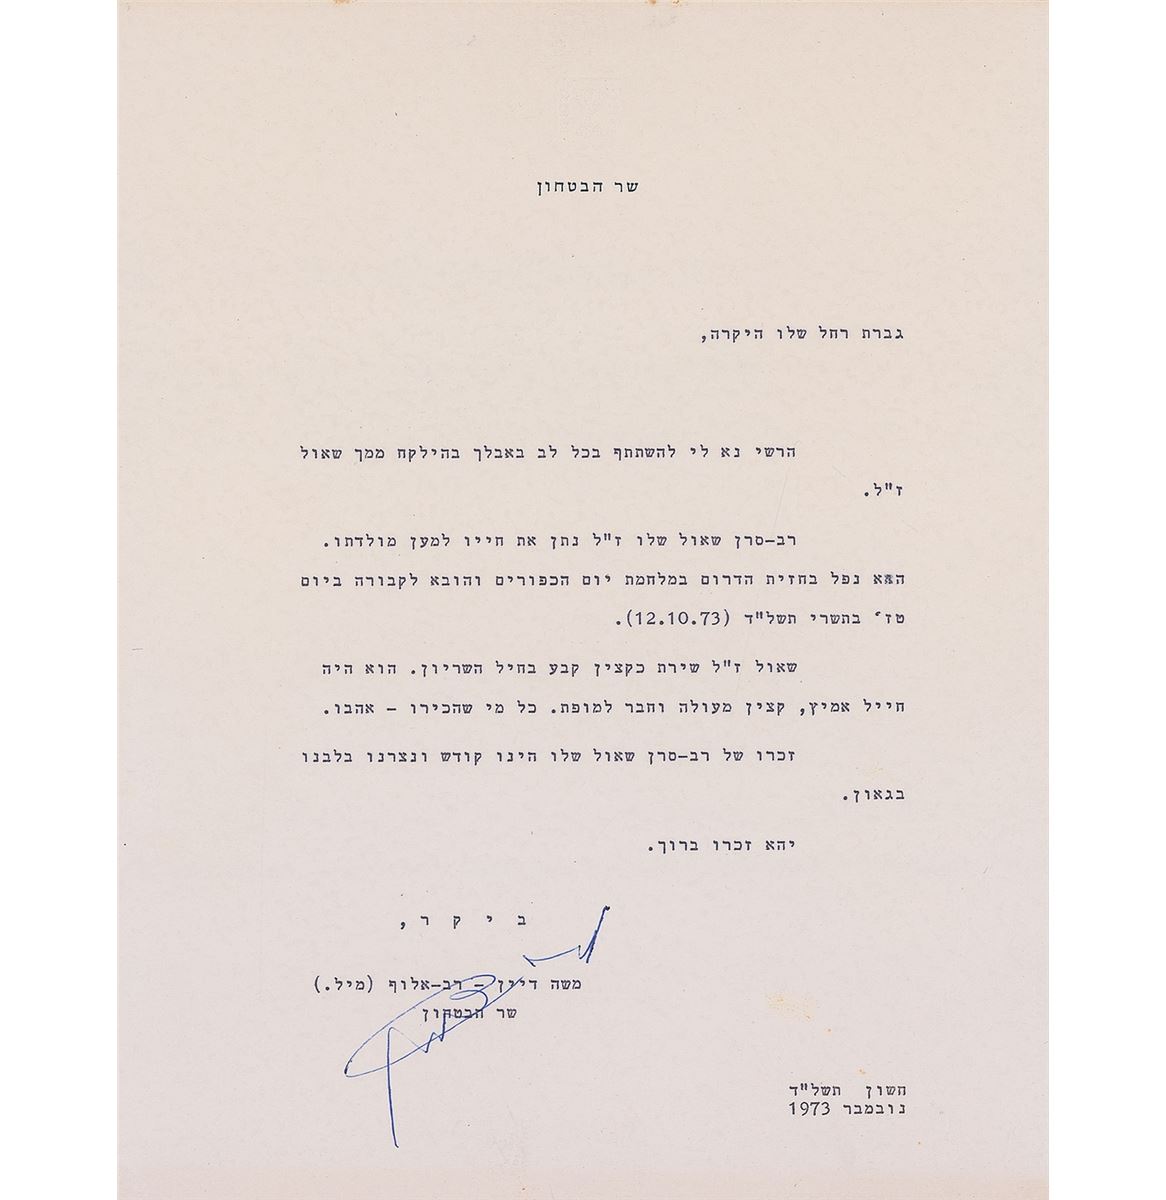 שר הבטחון
גברת רחל שלו היקרה,
הרשי נא לי להשתתף בכל לב באבלך בהילקח ממך שאול
ז"ל.
רב-סרן שאול שלו ז"ל נתן את חייו למען מולדתו.
הוא נפל בחזית הדרום במלחמת יום הכפורים והובא לקבורה ביום
טז' בתשרי תשל"ד (12.10.73).
שאול ז"ל שירת כקצין קבע בחיל השריון. הוא היה
חייל אמיץ, קצין מעולה וחבר למופת. כל מי שהכירו - אהבו.
זכרו של רב-סרן שאול שלו הינו קודש ונצרנו בלבנו
בגאון.
יהא זכרו ברוך.
ב י ק ר,
משה דיין - רב-אלוף (מיל.)
שר הבטחון
חשון תשל"ד
נובמבר 1973